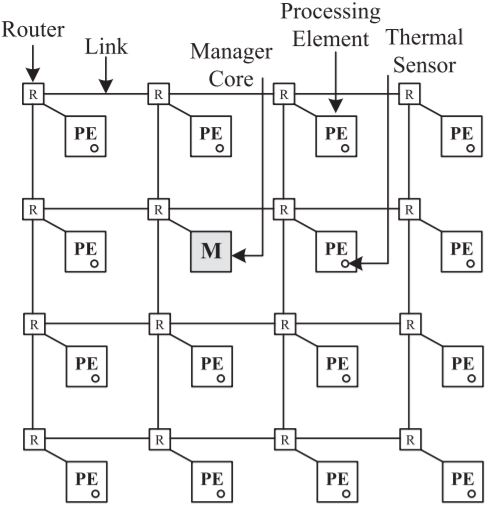 Router
Link
Manager
Core
Processing
Element
Thermal
Sensor
R R R R
PE PE PE PE
R R R R
PE M PE PE
R R R R
PE PE PE PE
R R R R
PE PE PE PE